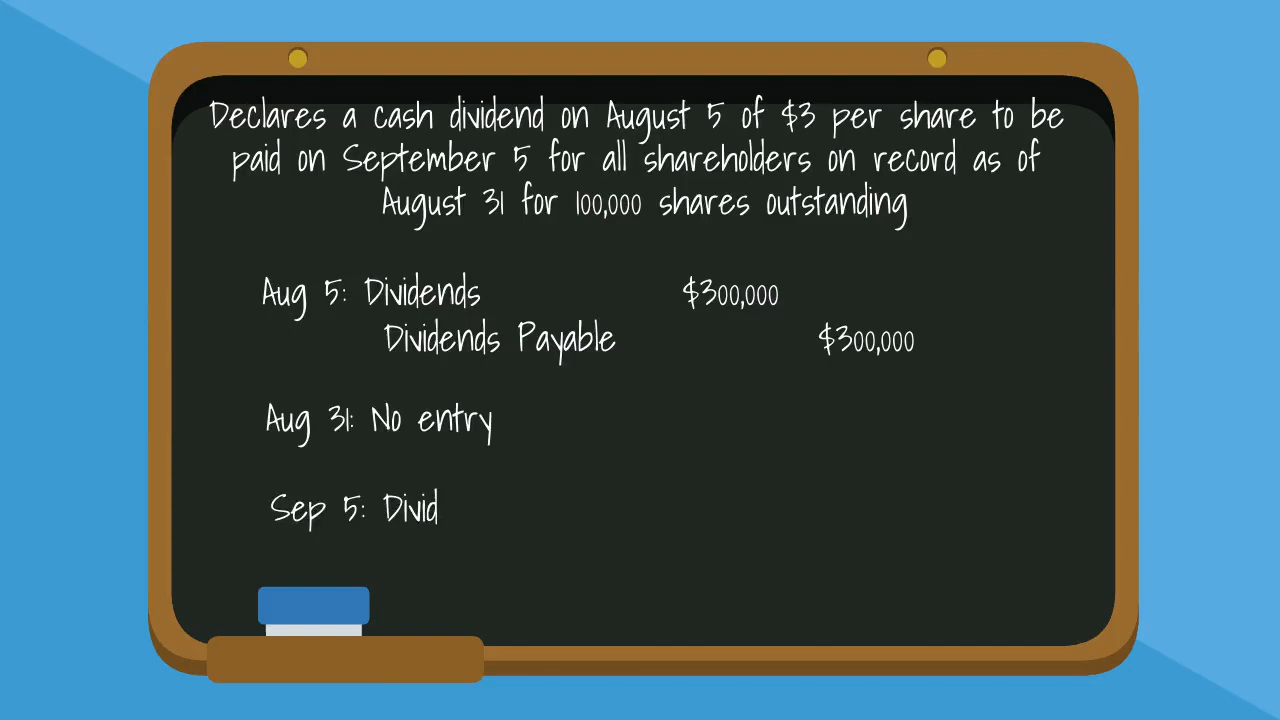 Declares a cash dividend on August 5 of $3 per share to be
paid on September 5 for all shareholders on record as of
August 31 for 100,000 shares outstanding
Aug 5: Dividends $300,000
Dividends Payable $300,000
Aug 31: No entry
Sep 5: Divid